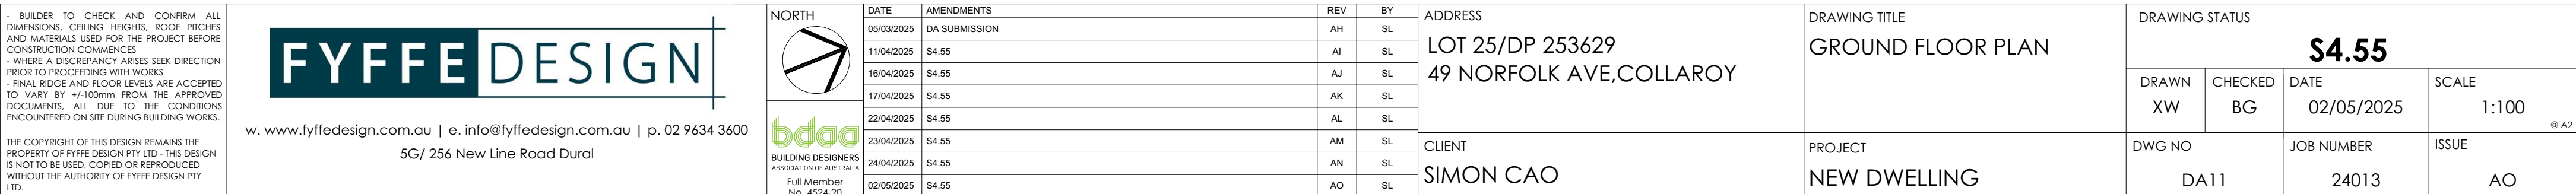 - BUILDER TO CHECK AND CONFIRM ALL
DIMENSIONS, CEILING HEIGHTS, ROOF PITCHES
AND MATERIALS USED FOR THE PROJECT BEFORE
CONSTRUCTION COMMENCES
- WHERE A DISCREPANCY ARISES SEEK DIRECTION
PRIOR TO PROCEEDING WITH WORKS
- FINAL RIDGE AND FLOOR LEVELS ARE ACCEPTED
TO VARY BY +/-100mm FROM THE APPROVED
DOCUMENTS, ALL DUE TO THE CONDITIONS
ENCOUNTERED ON SITE DURING BUILDING WORKS.
THE COPYRIGHT OF THIS DESIGN REMAINS THE
PROPERTY OF FYFFE DESIGN PTY LTD - THIS DESIGN
IS NOT TO BE USED, COPIED OR REPRODUCED
WITHOUT THE AUTHORITY OF FYFFE DESIGN PTY
LTD.
FYFFE DESIGN
w. www.fyffedesign.com.au | e. info@fyffedesign.com.au | p. 02 9634 3600
5G/ 256 New Line Road Dural
NORTH
bdaa
BUILDING DESIGNERS
ASSOCIATION OF AUSTRALIA
Full Member
No. 4524-20
DATE AMENDMENTS REV BY
05/03/2025 DA SUBMISSION AH SL
11/04/2025 S4.55 AI SL
16/04/2025 S4.55 AJ SL
17/04/2025 S4.55 AK SL
22/04/2025 S4.55 AL SL
23/04/2025 S4.55 AM SL
24/04/2025 S4.55 AN SL
02/05/2025 S4.55 AO SL
ADDRESS
LOT 25/DP 253629
49 NORFOLK AVE,COLLAROY
CLIENT
SIMON CAO
DRAWING TITLE
GROUND FLOOR PLAN
PROJECT
NEW DWELLING
DRAWING STATUS
S4.55
DRAWN CHECKED DATE SCALE
XW BG 02/05/2025 1:100
@ A2
DWG NO JOB NUMBER ISSUE
DA11 24013 AO